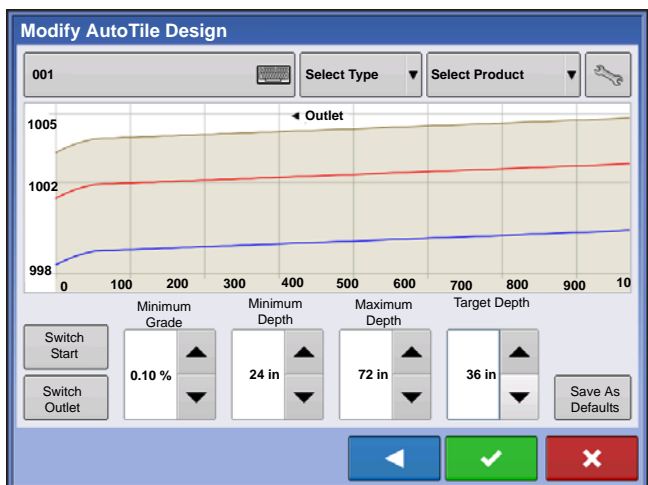 Modify AutoTile Design
001 Select Type Select Product
Outlet
1005
1002
998
0 100 200 300 400 500 600 700 800 900 10
Minimum Grade
Minimum Depth
Maximum Depth
Target Depth
Switch Start
0.10 %
24 in
72 in
36 in
Switch Outlet
Save As Defaults